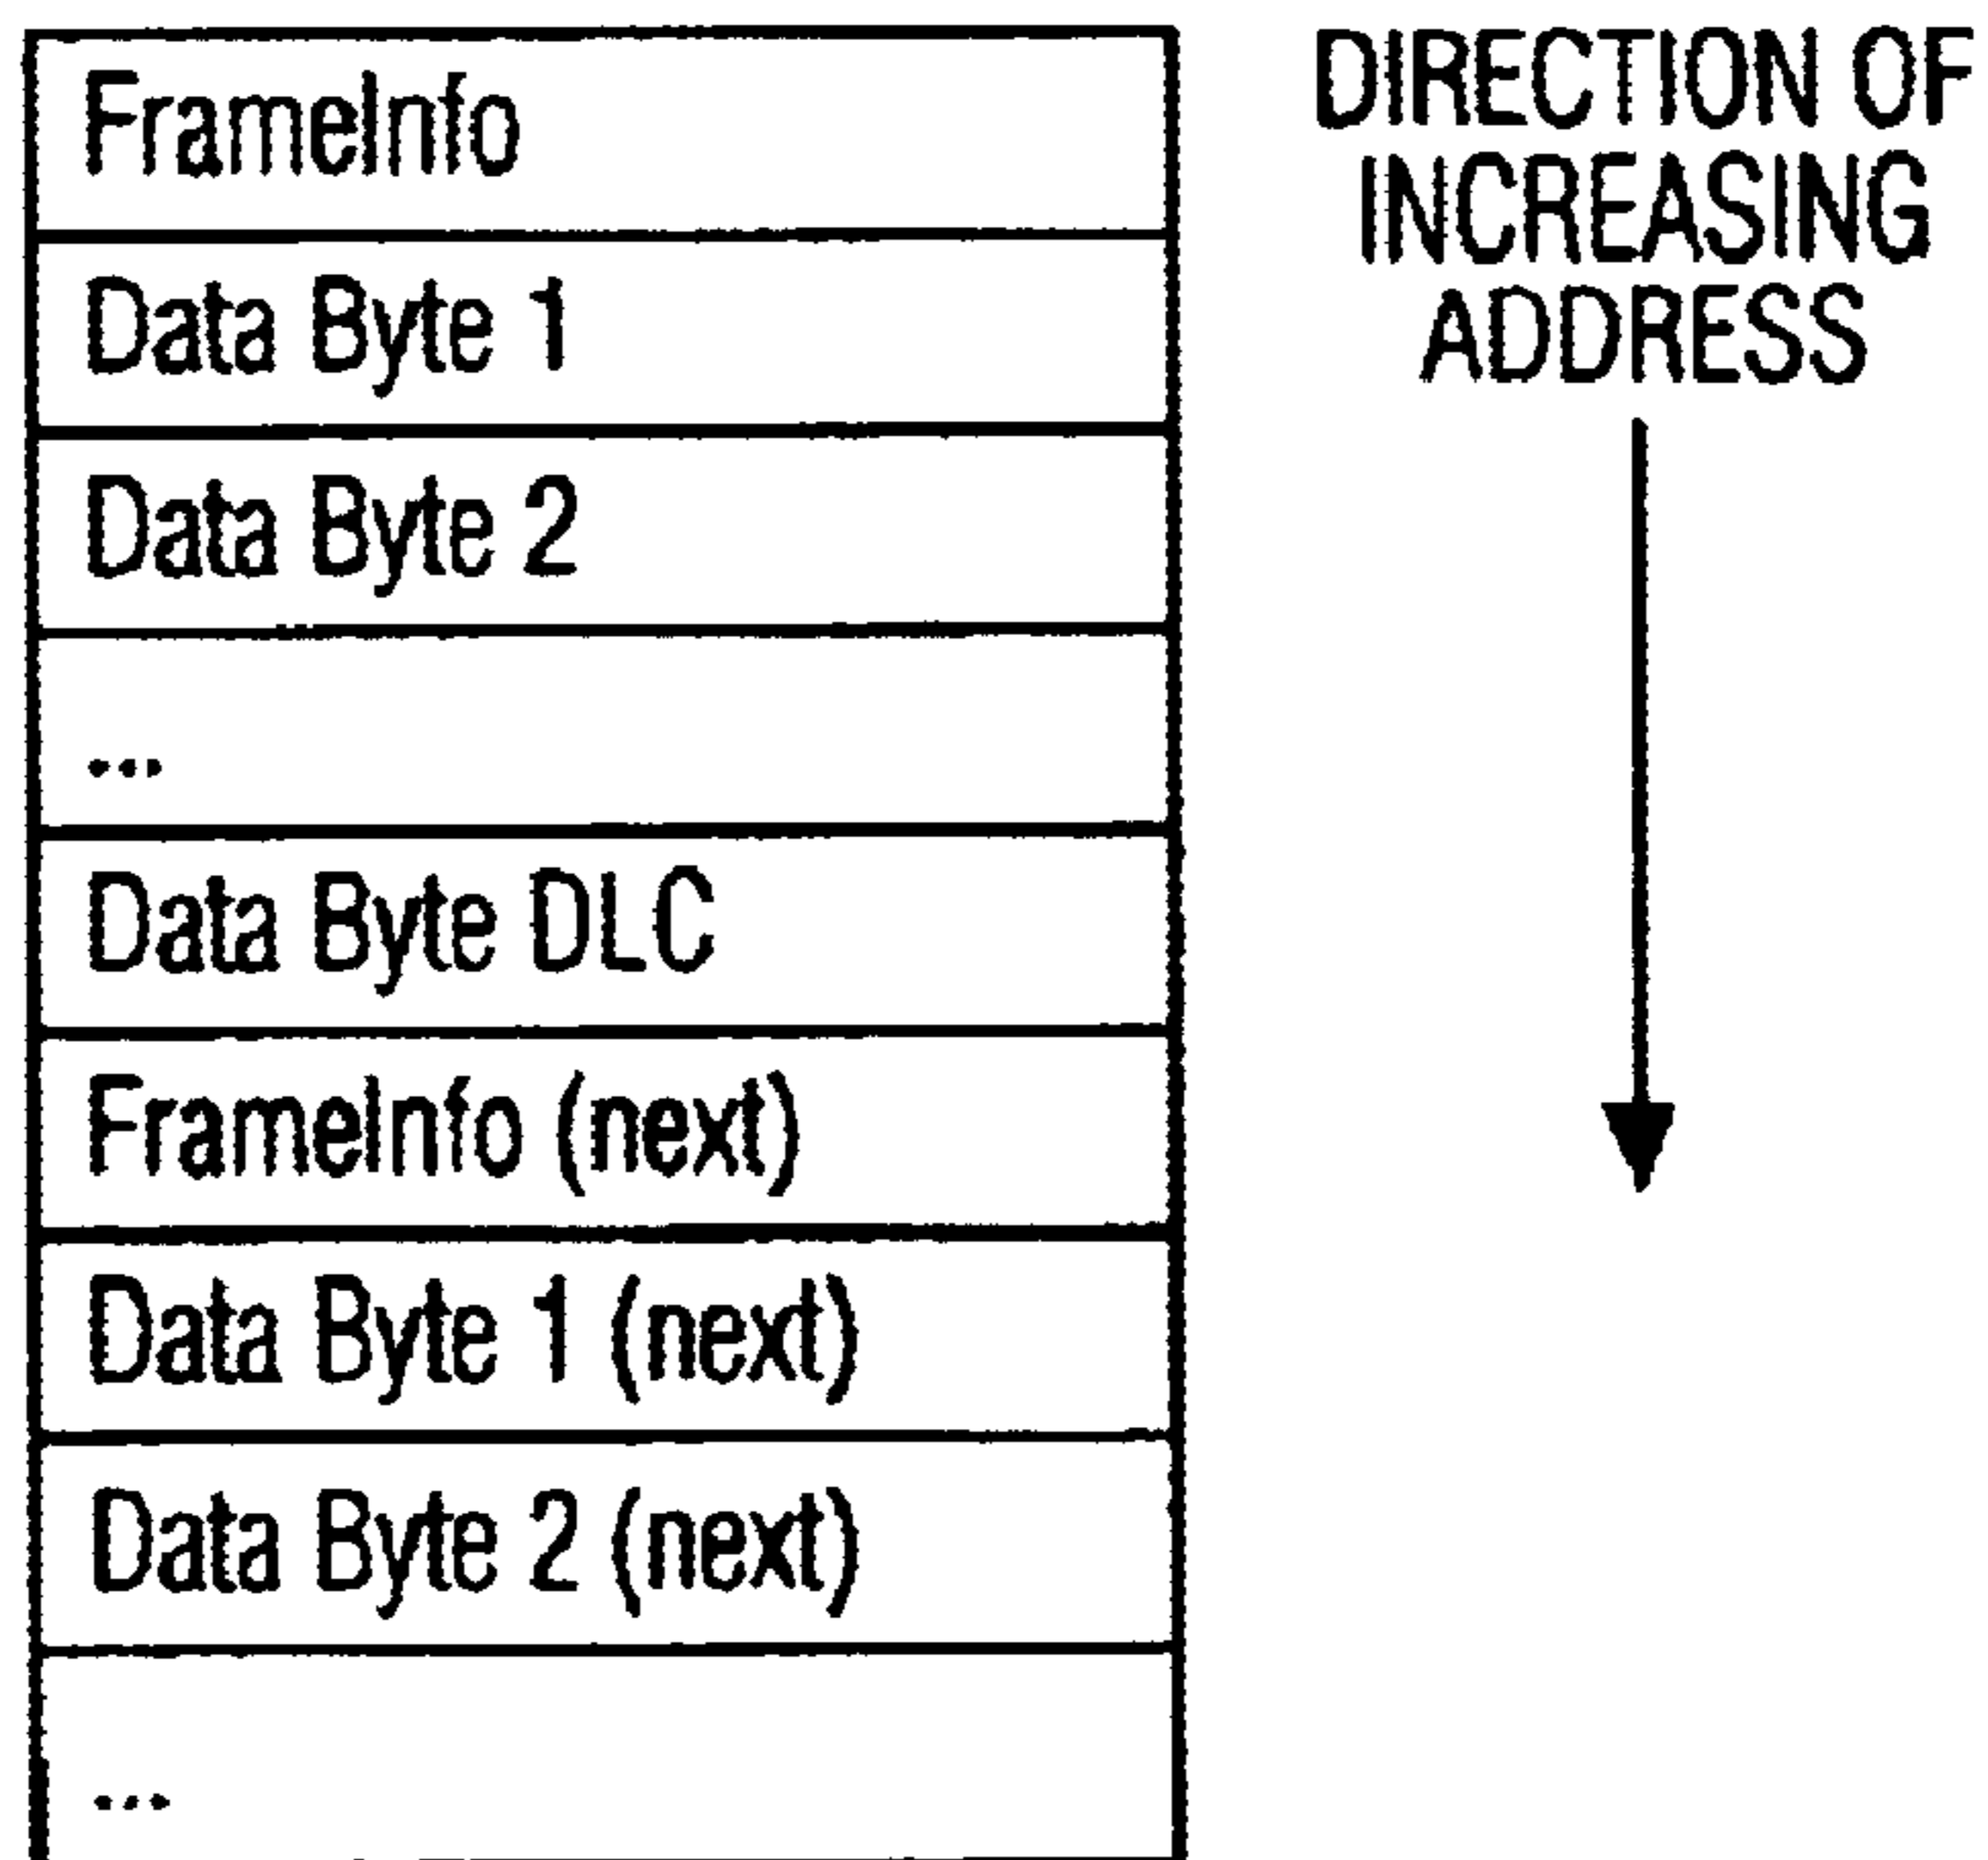 FrameInfo
Data Byte 1
Data Byte 2
...
Data Byte DLC
FrameInfo (next)
Data Byte 1 (next)
Data Byte 2 (next)
...
DIRECTION OF
INCREASING
ADDRESS